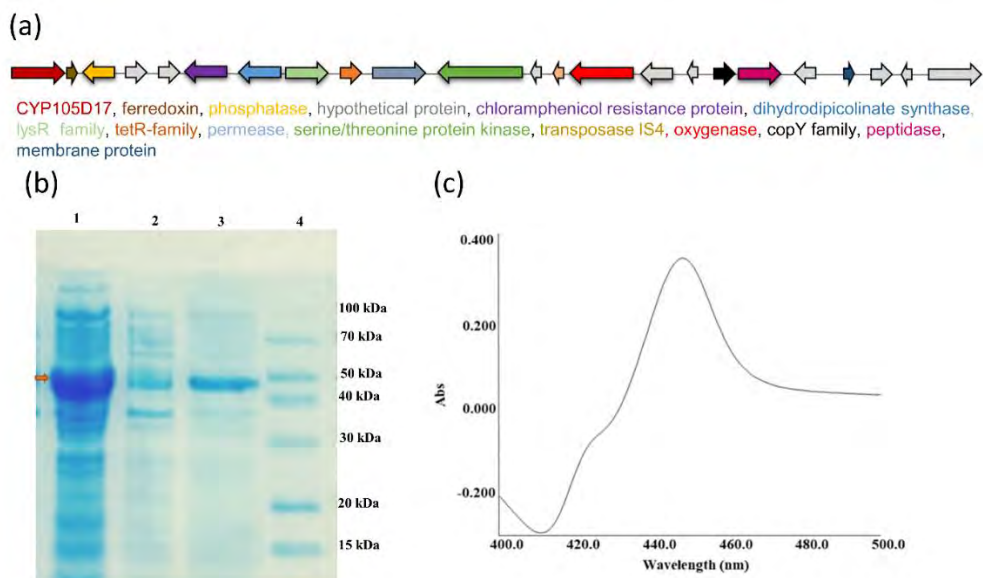 (a)
CYP105D17, ferredoxin, phosphatase, hypothetical protein, chloramphenicol resistance protein, dihydrodipicolinate synthase,
lysR family, tetR-family, permease, serine/threonine protein kinase, transposase IS4, oxygenase, copY family, peptidase,
membrane protein
(b)
1 2 3 4
100 kDa
70 kDa
50 kDa
40 kDa
30 kDa
20 kDa
15 kDa
(c)
0.400
0.200
0.000
-0.200
Abs
400.0 420.0 440.0 460.0 480.0 500.0
Wavelength (nm)